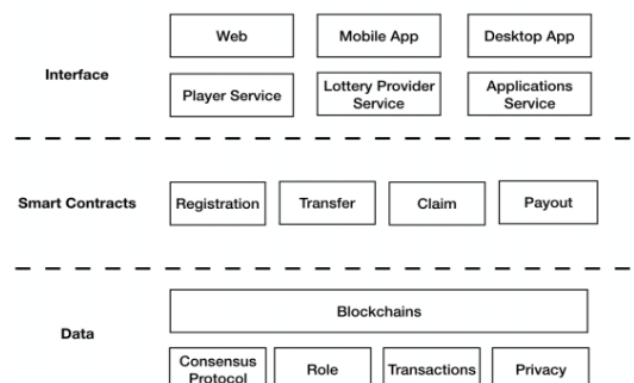 Web
Mobile App
Desktop App
Interface
Player Service
Lottery Provider
Service
Applications
Service
Smart Contracts
Registration
Transfer
Claim
Payout
Blockchains
Data
Consensus
Protocol
Role
Transactions
Privacy